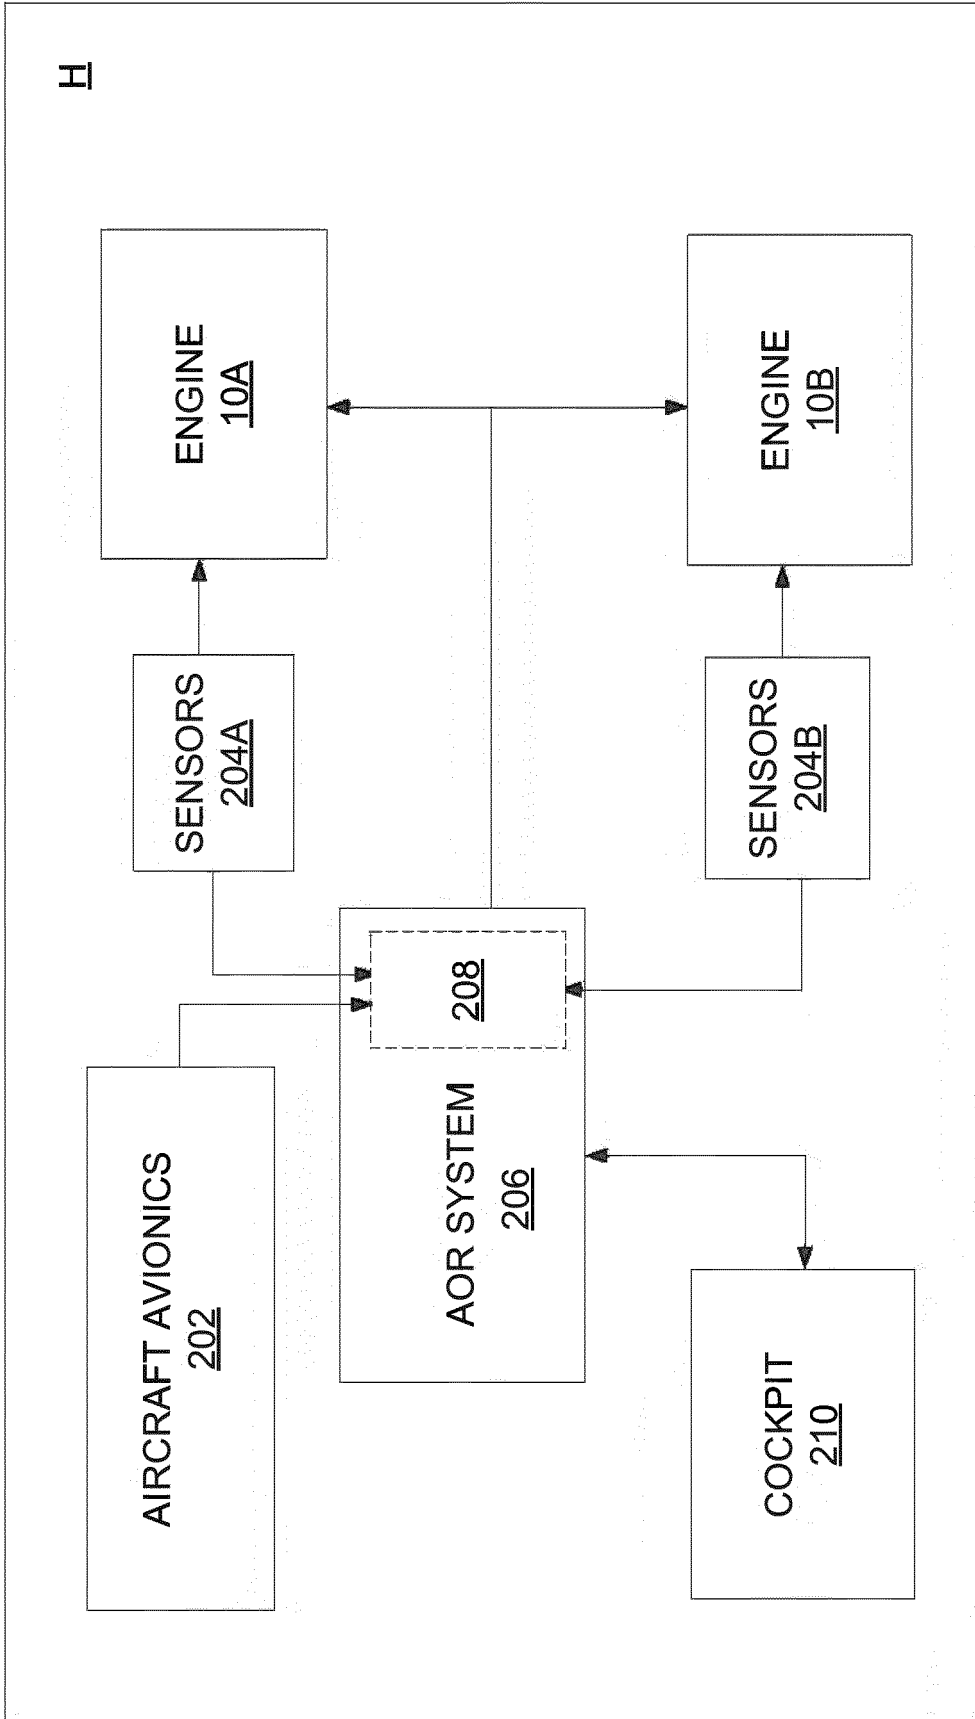 H
AIRCRAFT AVIONICS
202
SENSORS
204A
ENGINE
10A
AOR SYSTEM
206
208
COCKPIT
210
SENSORS
204B
ENGINE
10B